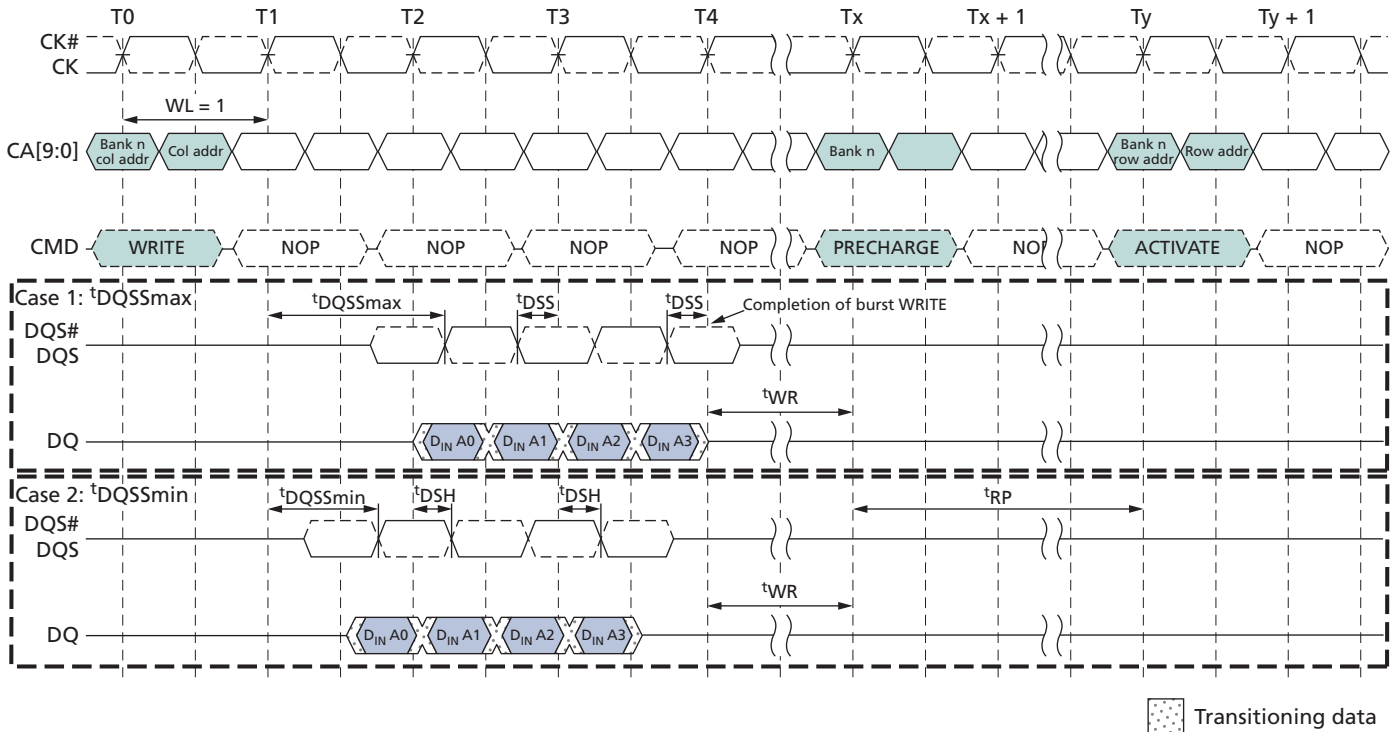 T0 T1 T2 T3 T4 Tx Tx + 1 Ty Ty + 1
CK#
CK
WL = 1
CA[9:0] Bank n col addr Col addr Bank n Bank n row addr Row addr
CMD WRITE NOP NOP NOP NOP PRECHARGE NOP ACTIVATE NOP
Case 1: tDQSSmax
tDQSSmax tDSS tDSS Completion of burst WRITE
DQS#
DQS
tWR
DQ DIN A0 DIN A1 DIN A2 DIN A3
Case 2: tDQSSmin
tDQSSmin tDSH tDSH tRP
DQS#
DQS
tWR
DQ DIN A0 DIN A1 DIN A2 DIN A3
Transitioning data